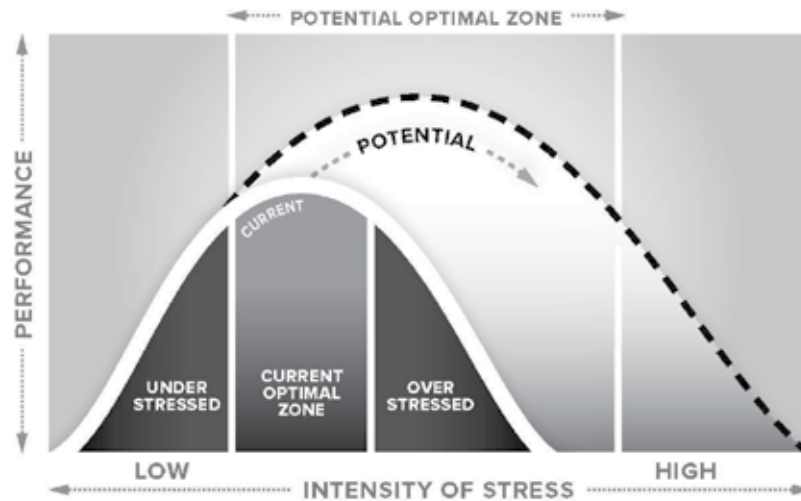 POTENTIAL OPTIMAL ZONE
PERFORMANCE
POTENTIAL
CURRENT
UNDER
STRESSED
CURRENT
OPTIMAL
ZONE
OVER
STRESSED
LOW
HIGH
INTENSITY OF STRESS